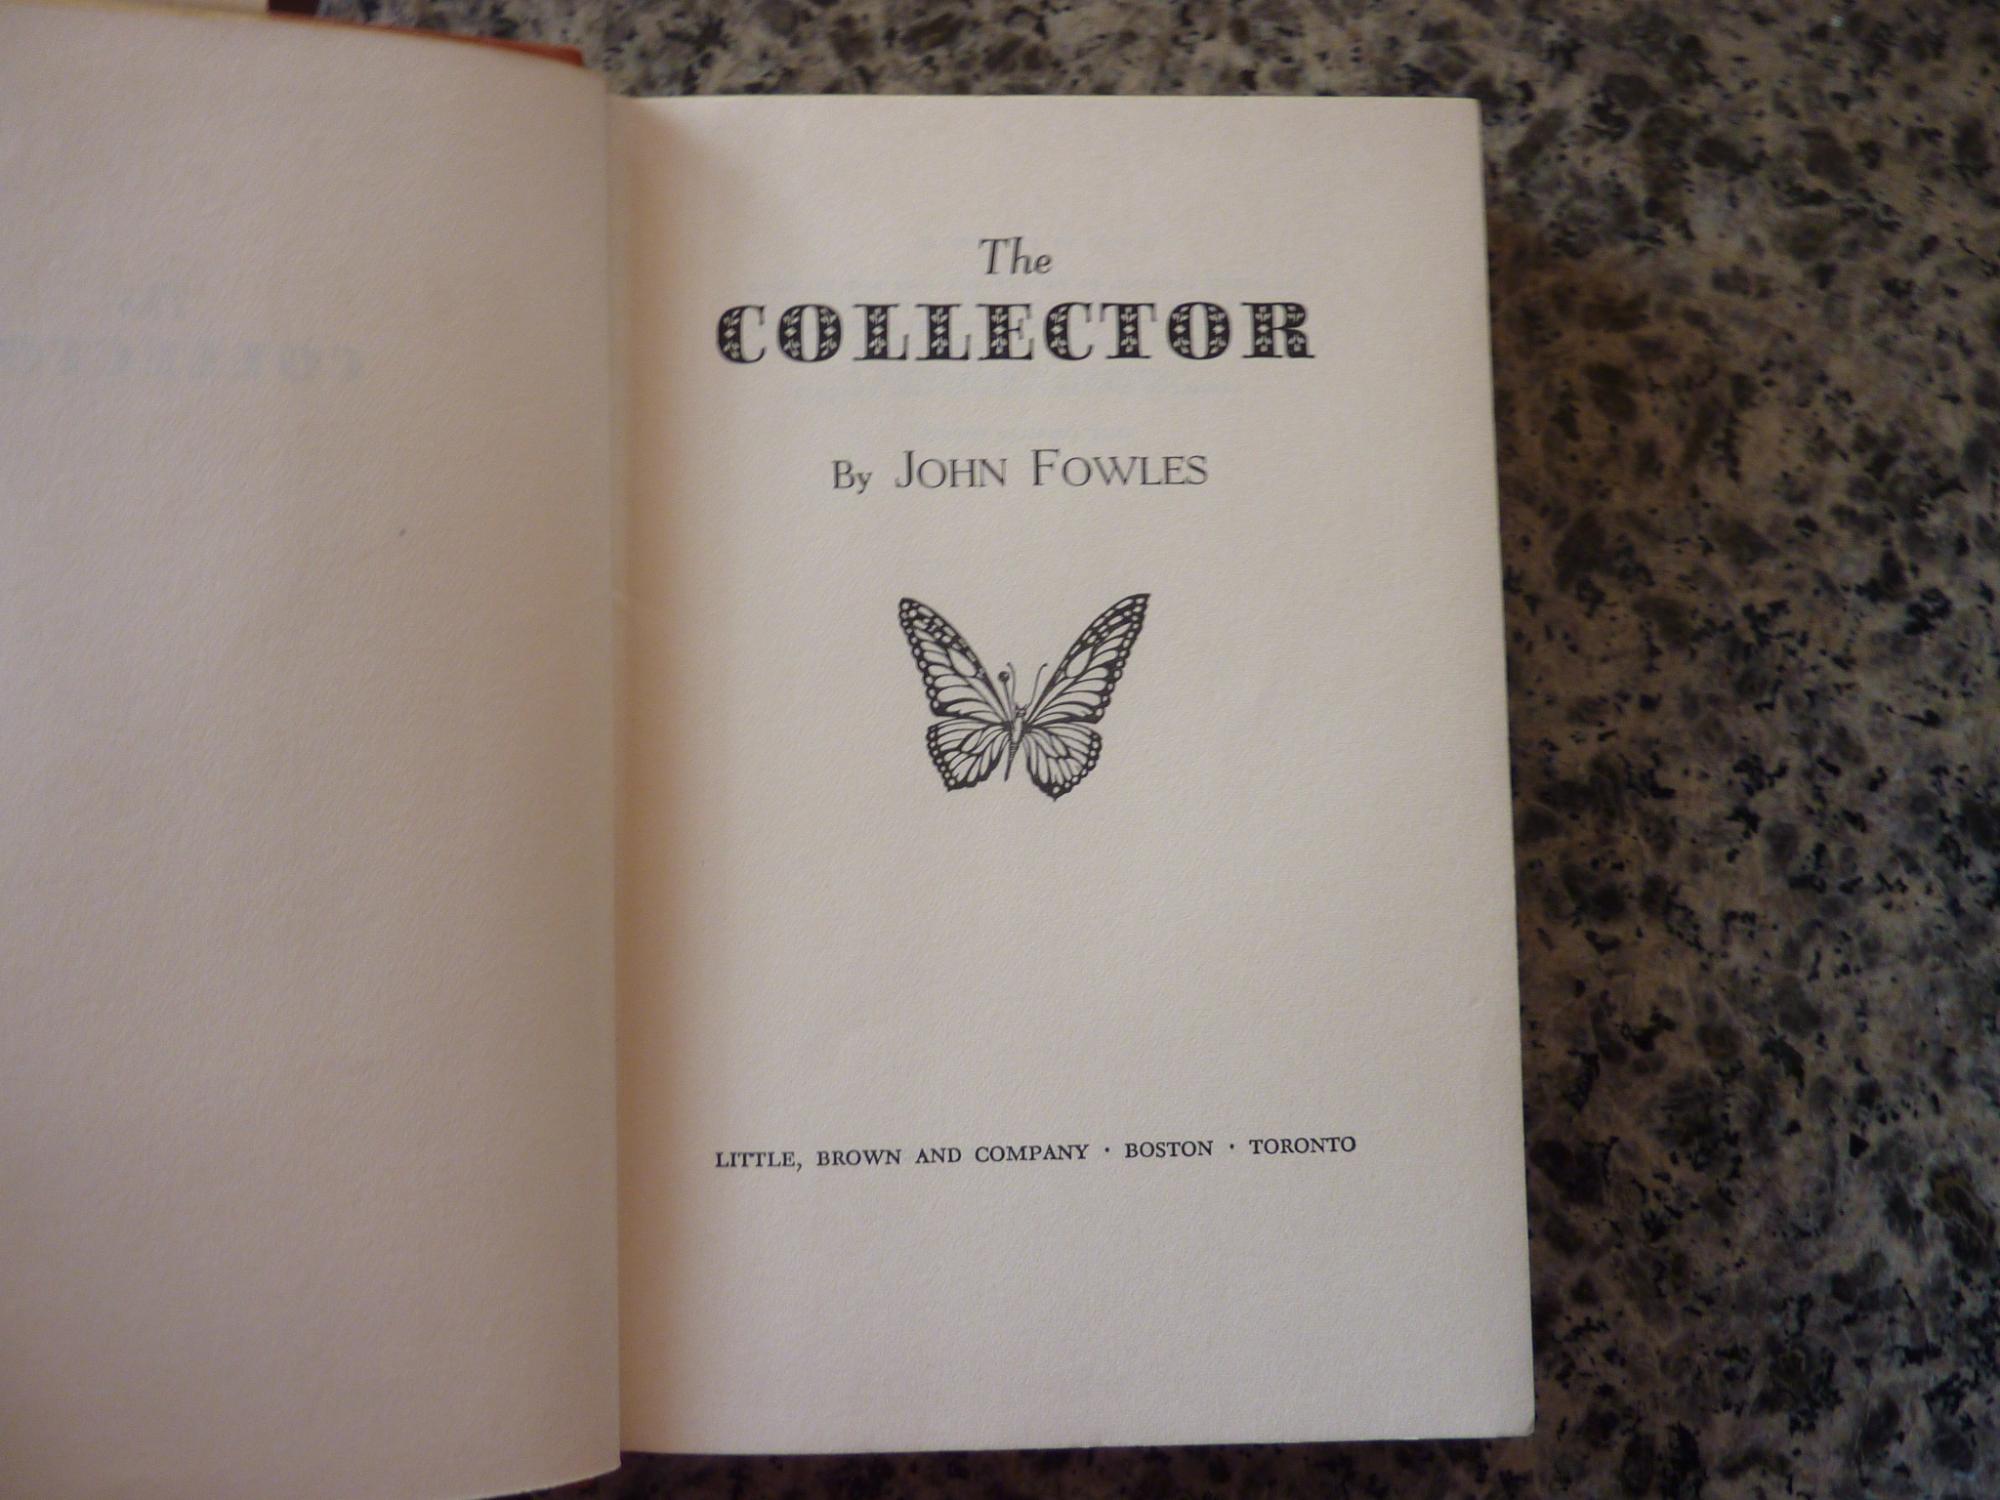 The
COLLECTOR
By JOHN FOWLES
LITTLE, BROWN AND COMPANY · BOSTON · TORONTO